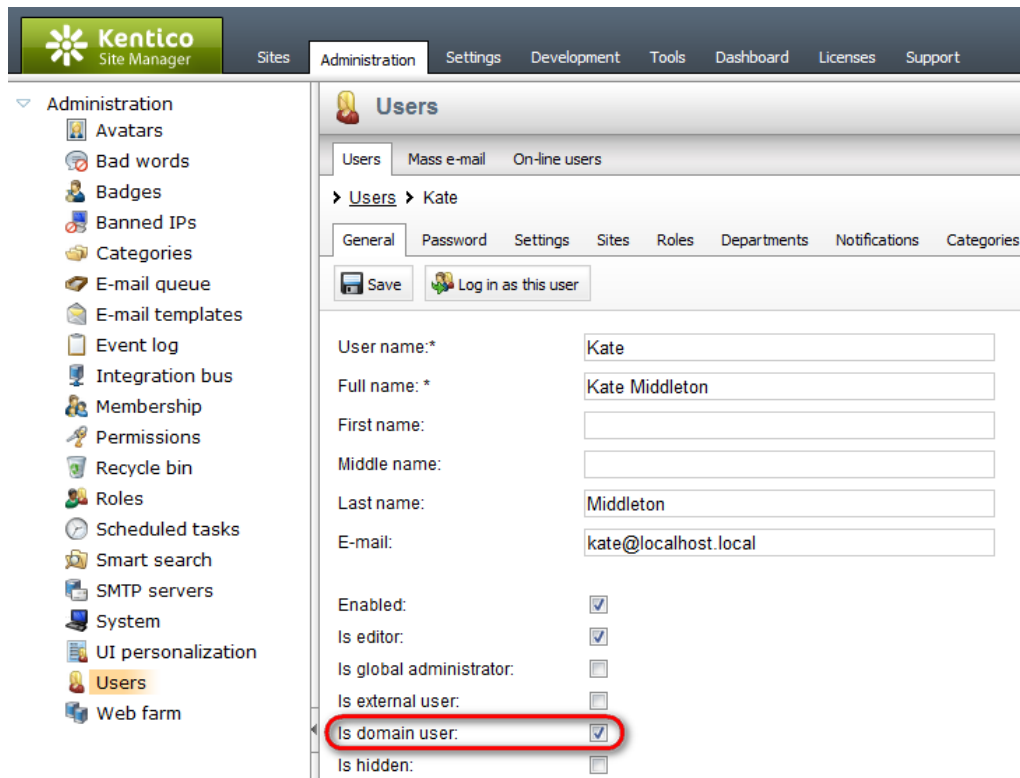 Kentico
Site Manager
Sites Administration Settings Development Tools Dashboard Licenses Support
Administration
Avatars
Bad words
Badges
Banned IPs
Categories
E-mail queue
E-mail templates
Event log
Integration bus
Membership
Permissions
Recycle bin
Roles
Scheduled tasks
Smart search
SMTP servers
System
UI personalization
Users
Web farm
Users
Users Mass e-mail On-line users
Users Kate
General Password Settings Sites Roles Departments Notifications Categories
Save Log in as this user
User name:* Kate
Full name: * Kate Middleton
First name:
Middle name:
Last name: Middleton
E-mail: kate@localhost.local
Enabled:
Is editor:
Is global administrator:
Is external user:
Is domain user:
Is hidden: